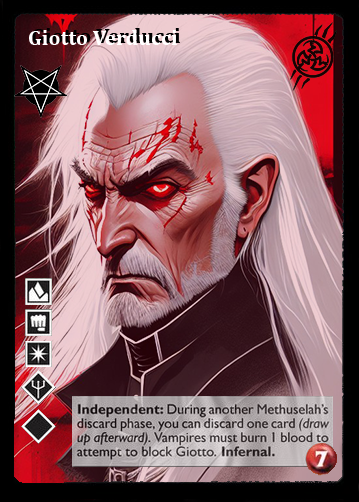 Giotto Verducci
Independent: During another Methuselah's
discard phase, you can discard one card (draw
up afterward). Vampires must burn 1 blood to
attempt to block Giotto. Infernal.
7